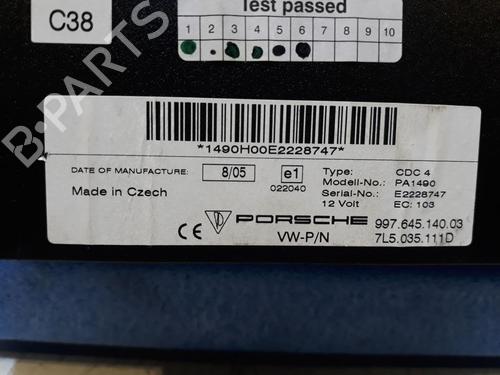 Test passed
C38
1 2 3 4 5 6 7 8 9 10
*1490H00E2228747*
DATE OF MANUFACTURE: 8/05 e1 Type: CDC 4
022040 Modell-No.: PA1490
Made in Czech Serial-No.: E2228747
12 Volt EC: 103
CE PORSCHE 997.645.140.03
VW-P/N 7L5.035.111D
B-PARTS